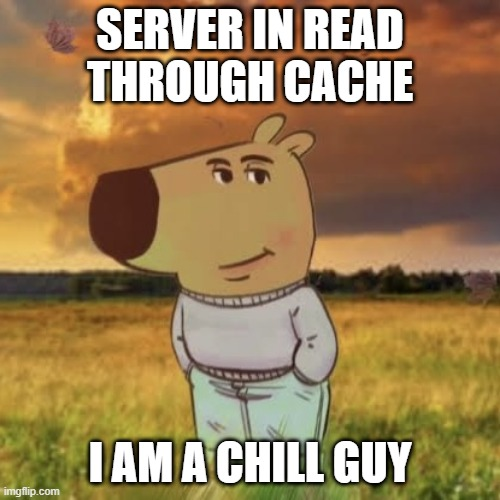 SERVER IN READ
THROUGH CACHE
I AM A CHILL GUY
imgflip.com